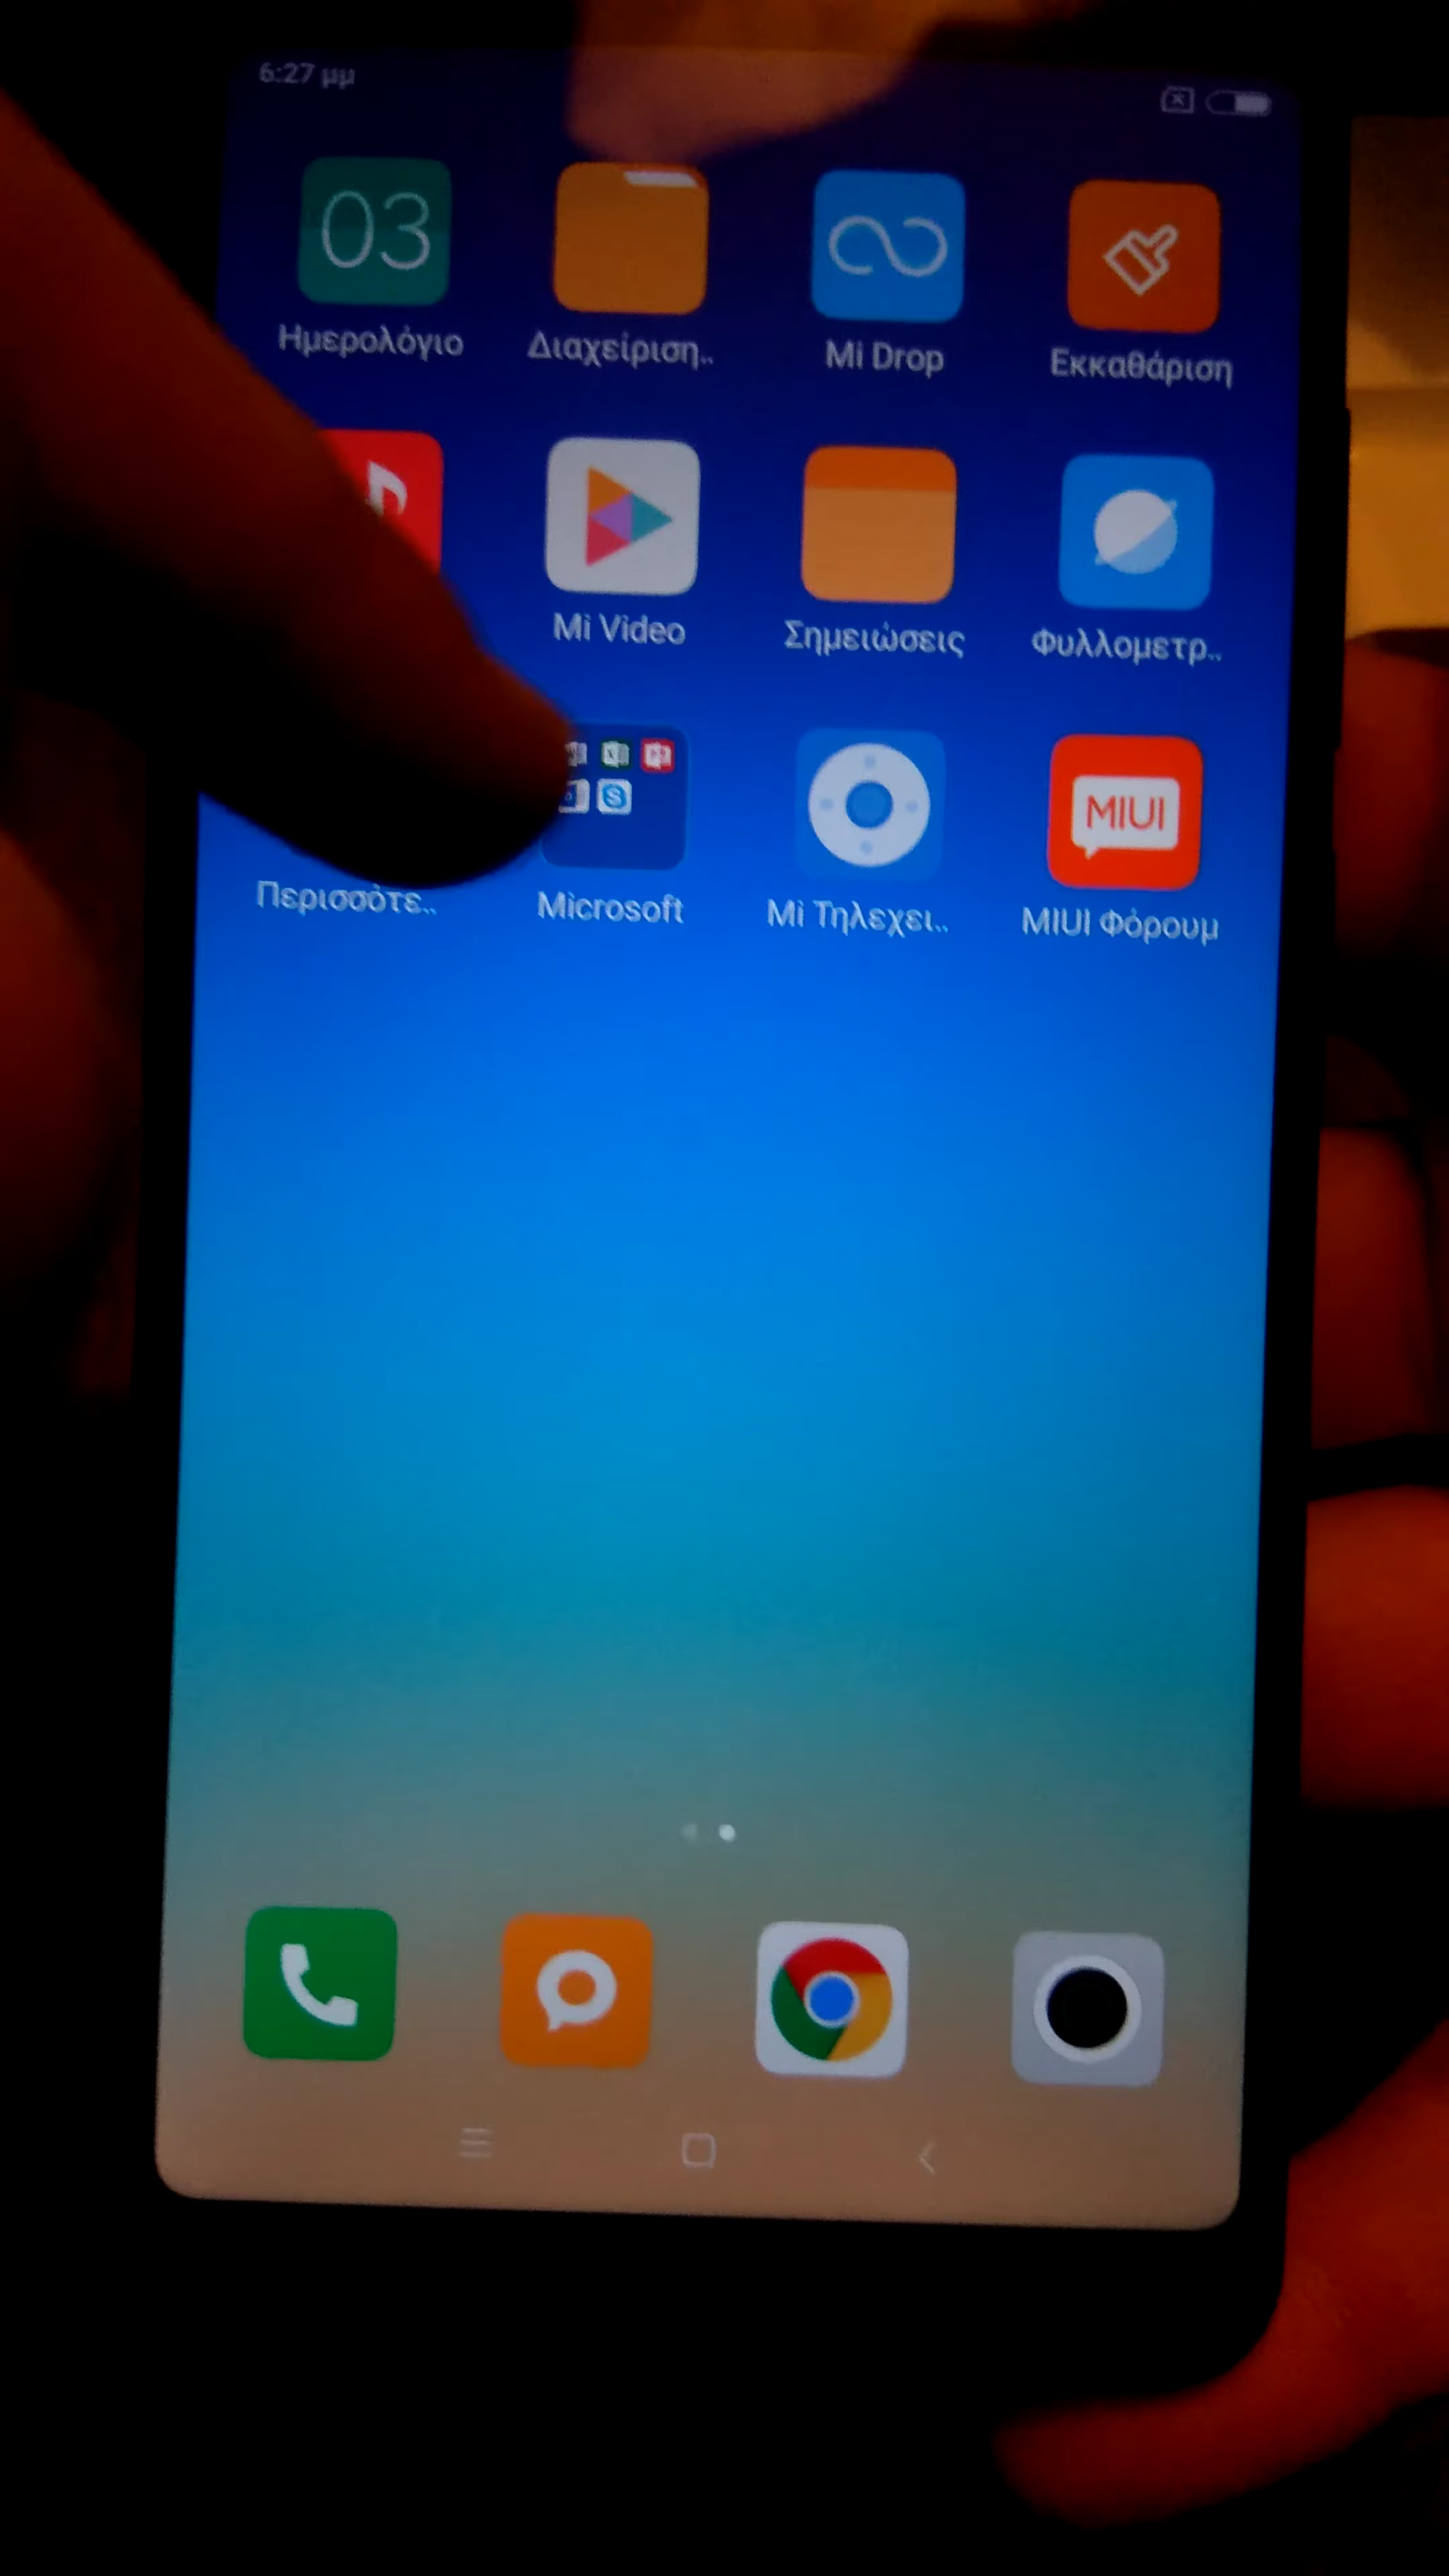 6:27 μμ
03
Ημερολόγιο
Διαχείριση..
Mi Drop
Εκκαθάριση
Mi Video
Σημειώσεις
Φυλλομετρ..
MIUI
Περισσότε..
Microsoft
Mi Τηλεχει..
MIUI Φόρουμ